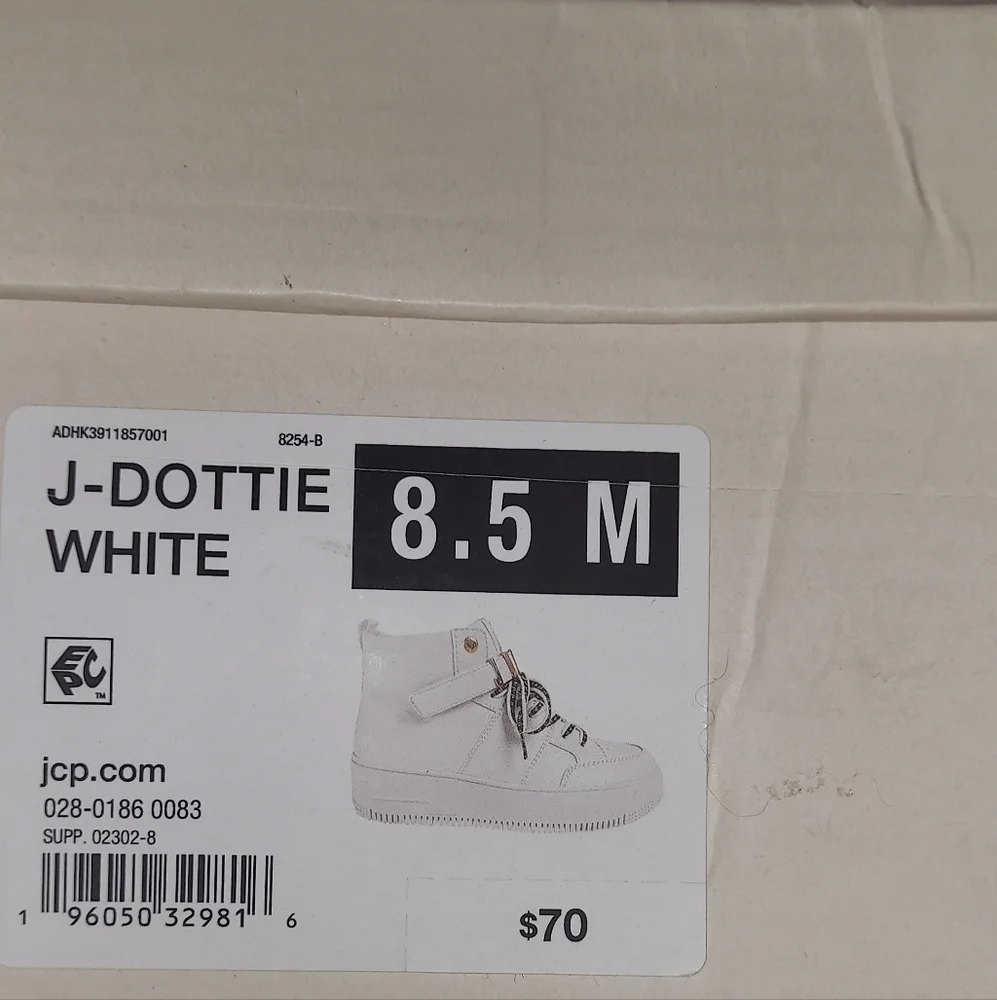 ADHK3911857001 8254-B
J-DOTTIE
WHITE
8.5 M
EPC
TM
jcp.com
028-0186 0083
SUPP. 02302-8
1 96050 32981 6
$70